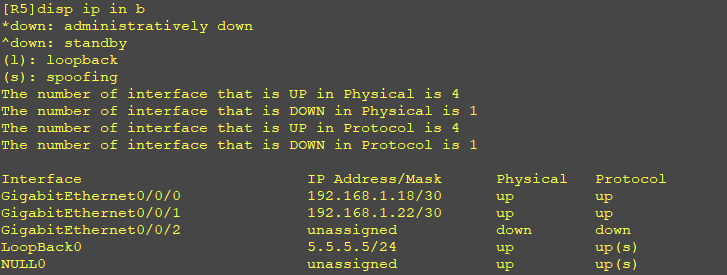 [R5]disp ip in b
*down: administratively down
^down: standby
(l): loopback
(s): spoofing
The number of interface that is UP in Physical is 4
The number of interface that is DOWN in Physical is 1
The number of interface that is UP in Protocol is 4
The number of interface that is DOWN in Protocol is 1

Interface                         IP Address/Mask      Physical   Protocol
GigabitEthernet0/0/0              192.168.1.18/30      up         up
GigabitEthernet0/0/1              192.168.1.22/30      up         up
GigabitEthernet0/0/2              unassigned           down       down
LoopBack0                         5.5.5.5/24           up         up(s)
NULL0                             unassigned           up         up(s)